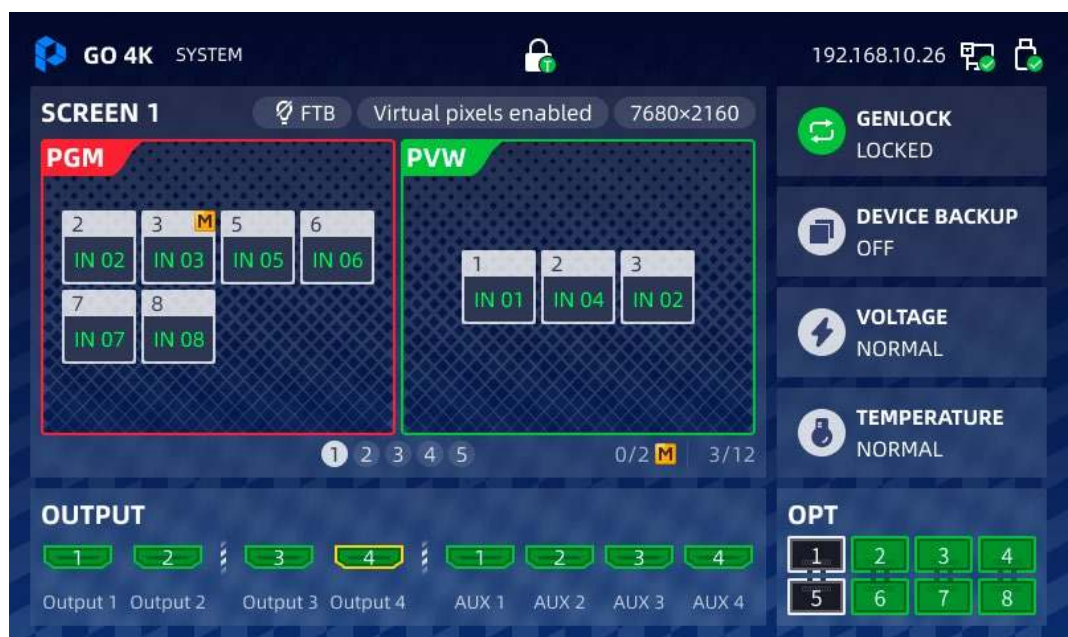 GO 4K SYSTEM
T
192.168.10.26
SCREEN 1
FTB
Virtual pixels enabled
7680×2160
PGM
2
IN 02
3 M
IN 03
5
IN 05
6
IN 06
7
IN 07
8
IN 08
PVW
1
IN 01
2
IN 04
3
IN 02
1 2 3 4 5
0/2 M
3/12
GENLOCK
LOCKED
DEVICE BACKUP
OFF
VOLTAGE
NORMAL
TEMPERATURE
NORMAL
OUTPUT
1 2 3 4 1 2 3 4
Output 1 Output 2 Output 3 Output 4 AUX 1 AUX 2 AUX 3 AUX 4
OPT
1 2 3 4
5 6 7 8